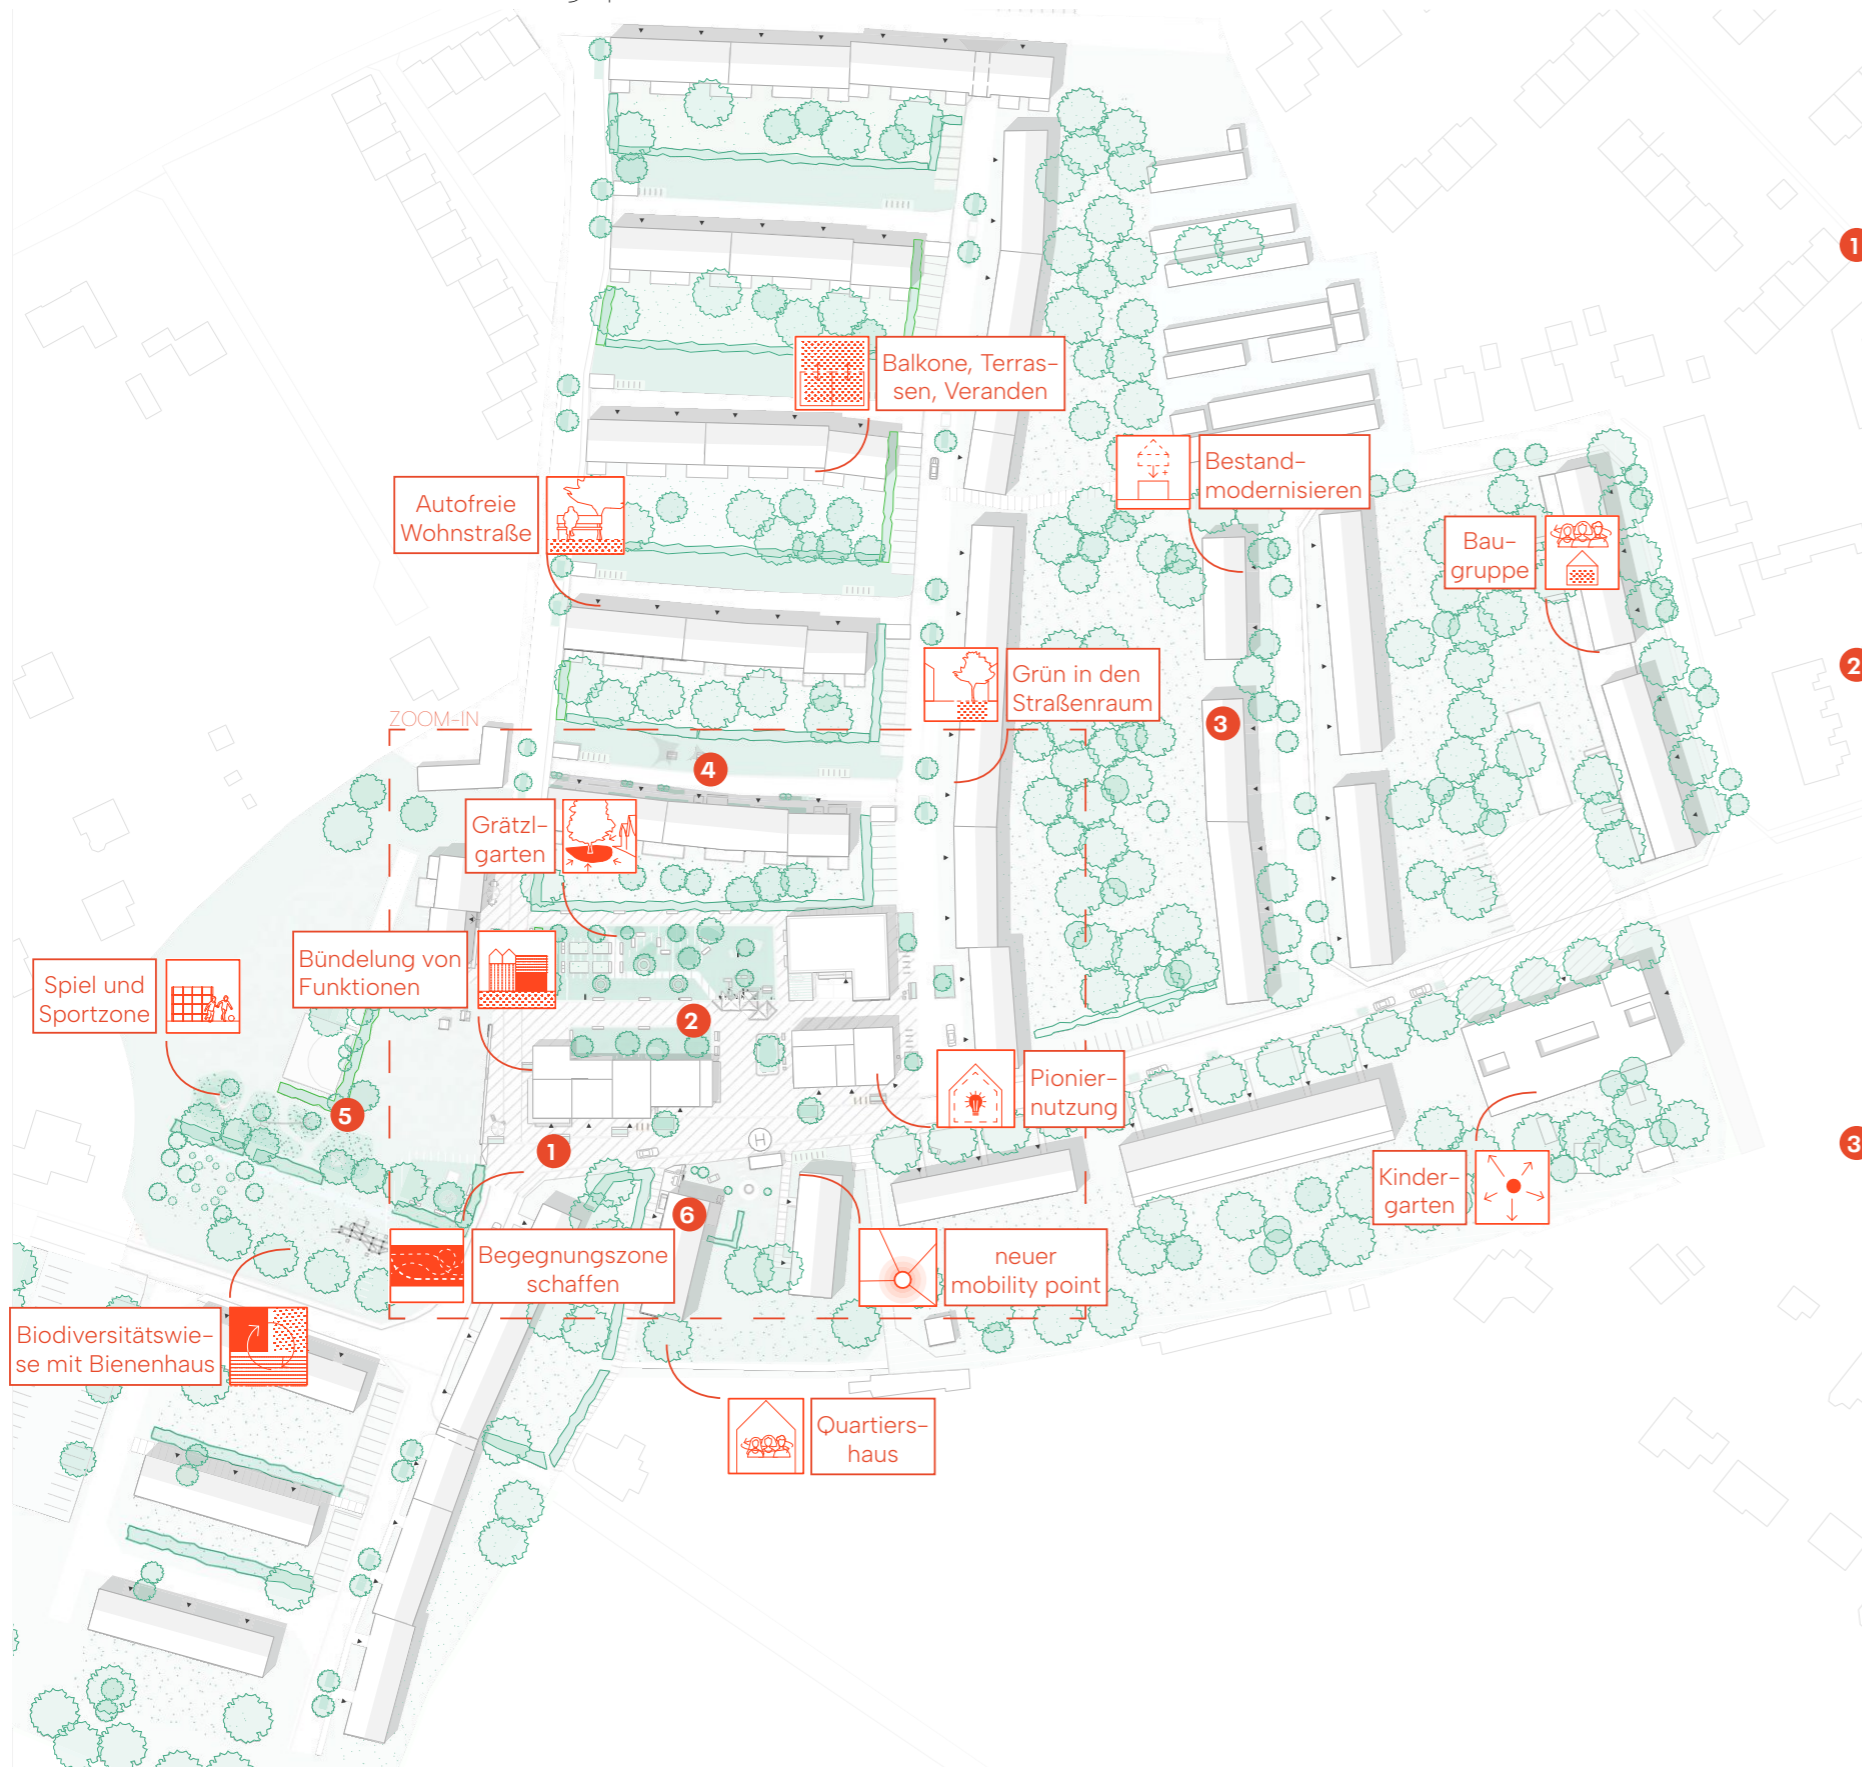 1
Balkone, Terras-
sen, Veranden
Bestand-
modernisieren
Autofreie
Wohnstraße
Bau-
gruppe
Grün in den
Straßenraum
2
ZOOM-IN
3
4
Grätzl-
garten
Bündelung von
Funktionen
Spiel und
Sportzone
2
Pionier-
nutzung
5
1
H
3
Kinder-
garten
6
Begegnungszone
schaffen
neuer
mobility point
Biodiversitätswie-
se mit Bienenhaus
Quartiers-
haus